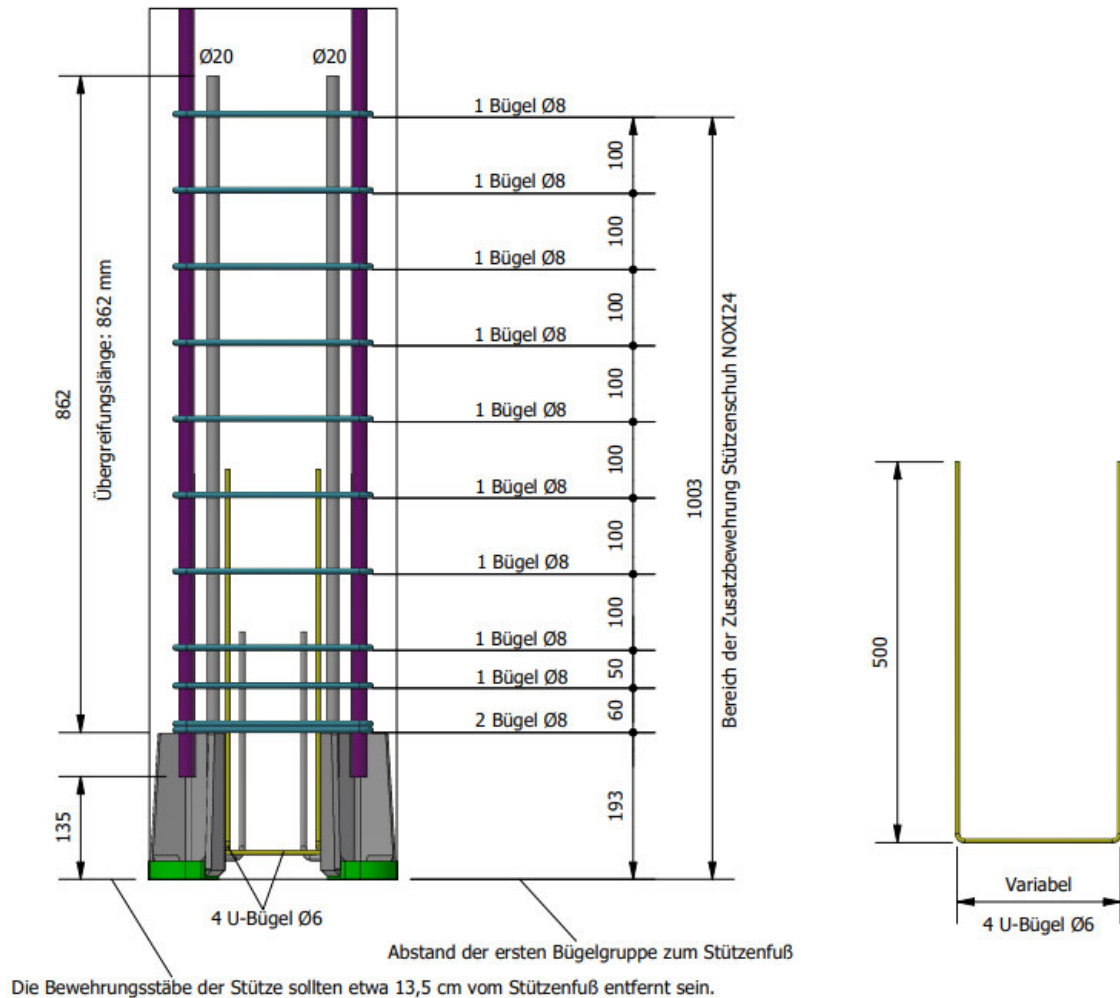 Ø20
Ø20
1 Bügel Ø8
100
1 Bügel Ø8
100
1 Bügel Ø8
100
1 Bügel Ø8
100
1 Bügel Ø8
100
1 Bügel Ø8
100
1 Bügel Ø8
100
1 Bügel Ø8
50
1 Bügel Ø8
60
2 Bügel Ø8
193
862
Übergreifungslänge: 862 mm
135
1003
Bereich der Zusatzbewehrung Stützenschuh NOXI24
500
Variabel
4 U-Bügel Ø6
4 U-Bügel Ø6
Abstand der ersten Bügelgruppe zum Stützenfuß
Die Bewehrungsstäbe der Stütze sollten etwa 13,5 cm vom Stützenfuß entfernt sein.